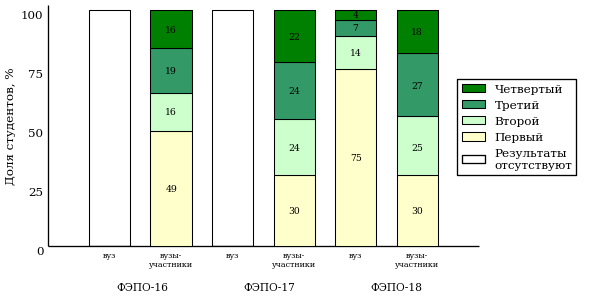 Доля студентов, %
100
75
50
25
0
16
19
16
49
22
24
24
30
4
7
14
75
18
27
25
30
вуз
вузы-
участники
вуз
вузы-
участники
вуз
вузы-
участники
ФЭПО-16
ФЭПО-17
ФЭПО-18
Четвертый
Третий
Второй
Первый
Результаты
отсутствуют